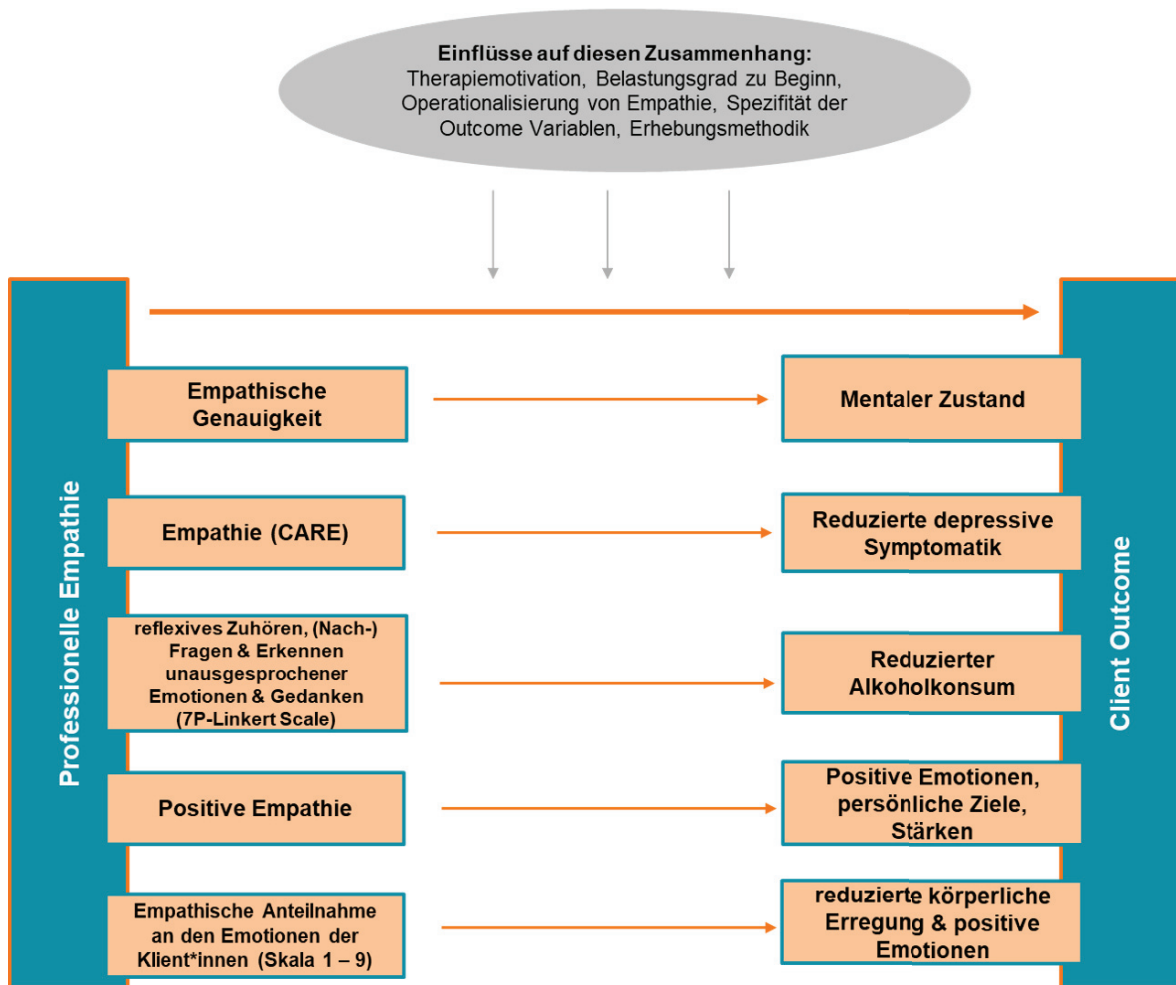 Einflüsse auf diesen Zusammenhang:
Therapiemotivation, Belastungsgrad zu Beginn,
Operationalisierung von Empathie, Spezifität der
Outcome Variablen, Erhebungsmethodik
Professionelle Empathie
Client Outcome
Empathische
Genauigkeit
Mentaler Zustand
Empathie (CARE)
Reduzierte depressive
Symptomatik
reflexives Zuhören, (Nach-)
Fragen & Erkennen
unausgesprochener
Emotionen & Gedanken
(7P-Linkert Scale)
Reduzierter
Alkoholkonsum
Positive Empathie
Positive Emotionen,
persönliche Ziele,
Stärken
Empathische Anteilnahme
an den Emotionen der
Klient*innen (Skala 1 – 9)
reduzierte körperliche
Erregung & positive
Emotionen